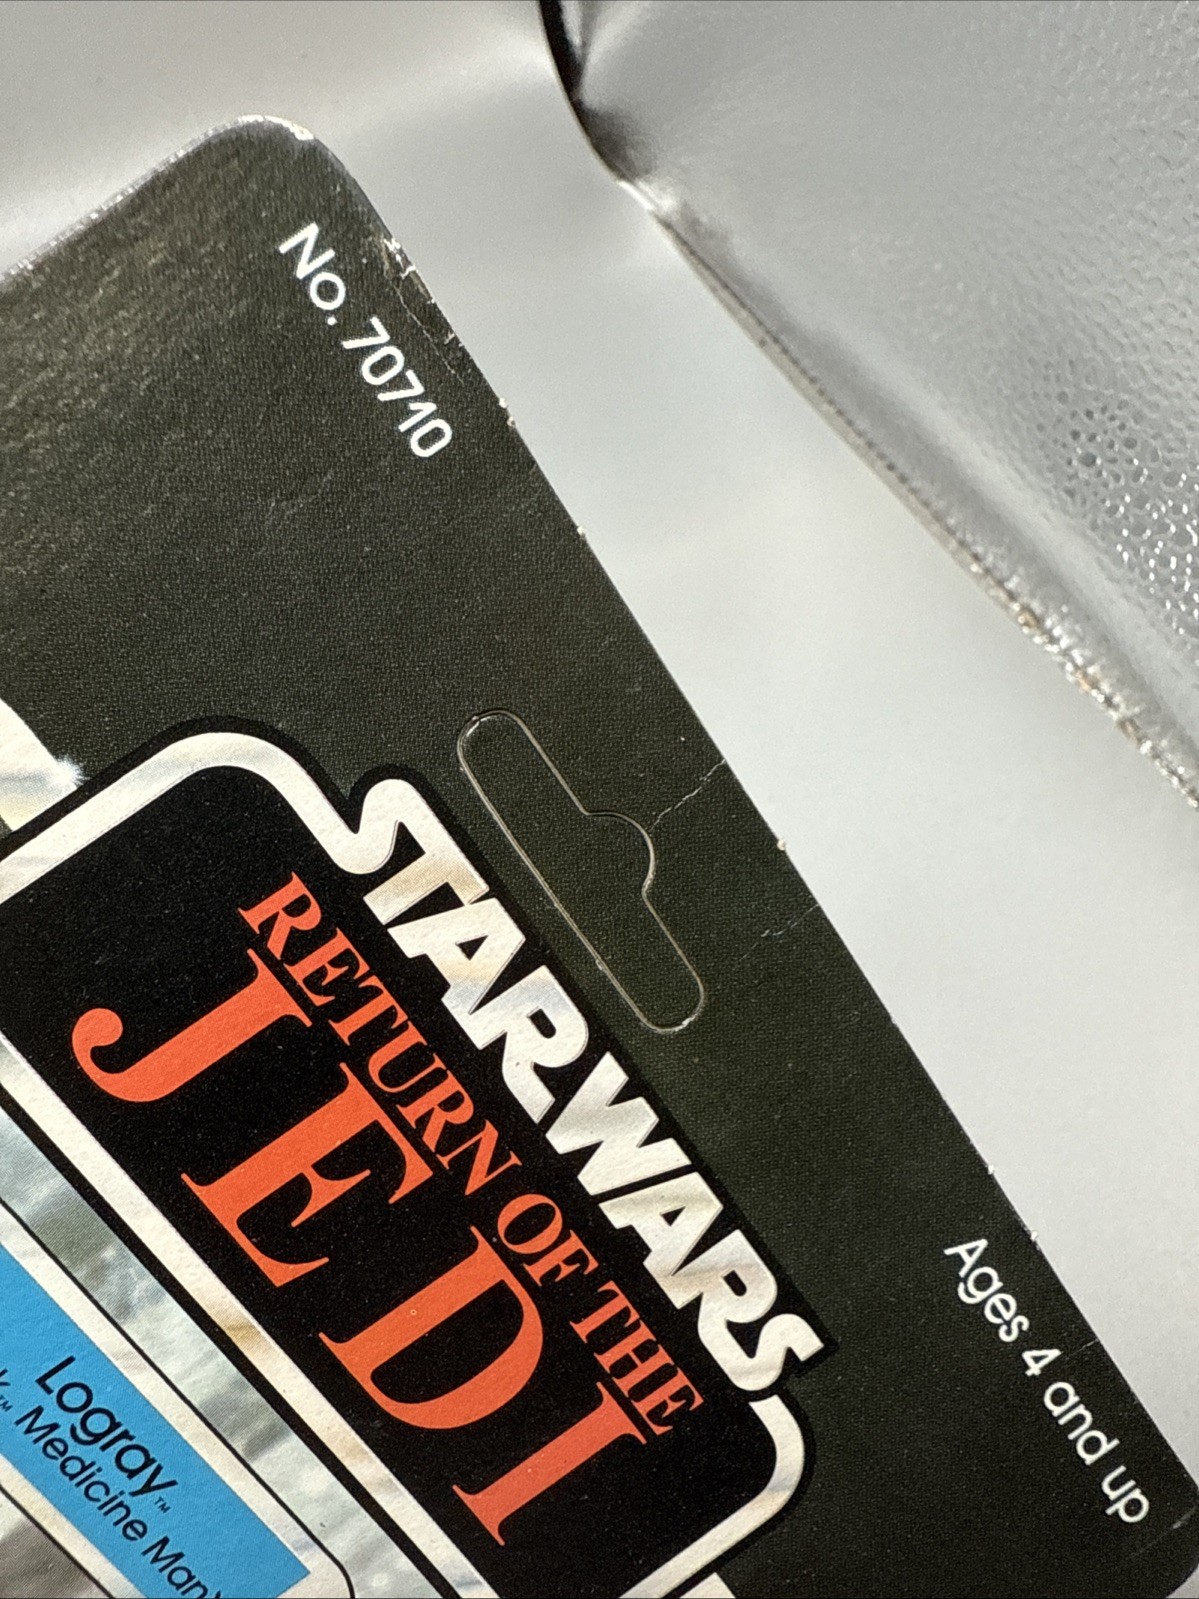 No. 70710
Ages 4 and up
STAR WARS
RETURN OF THE
JEDI
Logray™
Medicine Man)